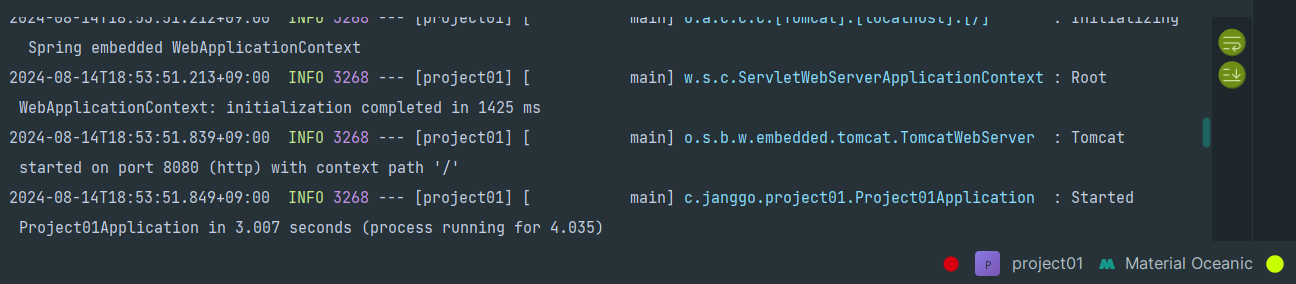 2024-08-14T18:53:51.212+09:00  INFO 3268 --- [project01] [           main] o.a.c.c.C.[Tomcat].[localhost].[/]       : Initializing
Spring embedded WebApplicationContext
2024-08-14T18:53:51.213+09:00  INFO 3268 --- [project01] [           main] w.s.c.ServletWebServerApplicationContext : Root
WebApplicationContext: initialization completed in 1425 ms
2024-08-14T18:53:51.839+09:00  INFO 3268 --- [project01] [           main] o.s.b.w.embedded.tomcat.TomcatWebServer  : Tomcat
started on port 8080 (http) with context path '/'
2024-08-14T18:53:51.849+09:00  INFO 3268 --- [project01] [           main] c.janggo.project01.Project01Application  : Started
Project01Application in 3.007 seconds (process running for 4.035)
P project01 Material Oceanic